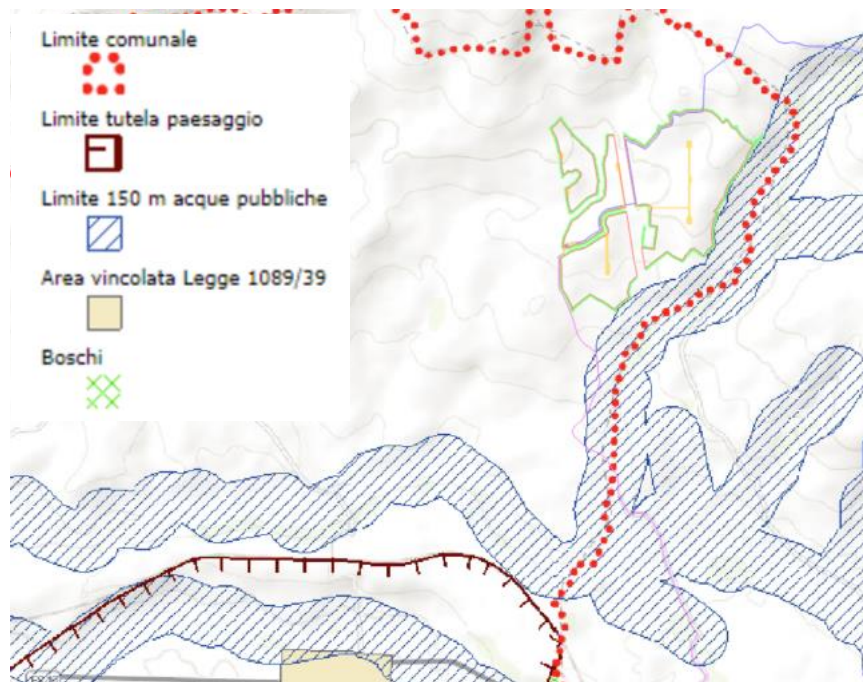 Limite comunale
Limite tutela paesaggio
Limite 150 m acque pubbliche
Area vincolata Legge 1089/39
Boschi